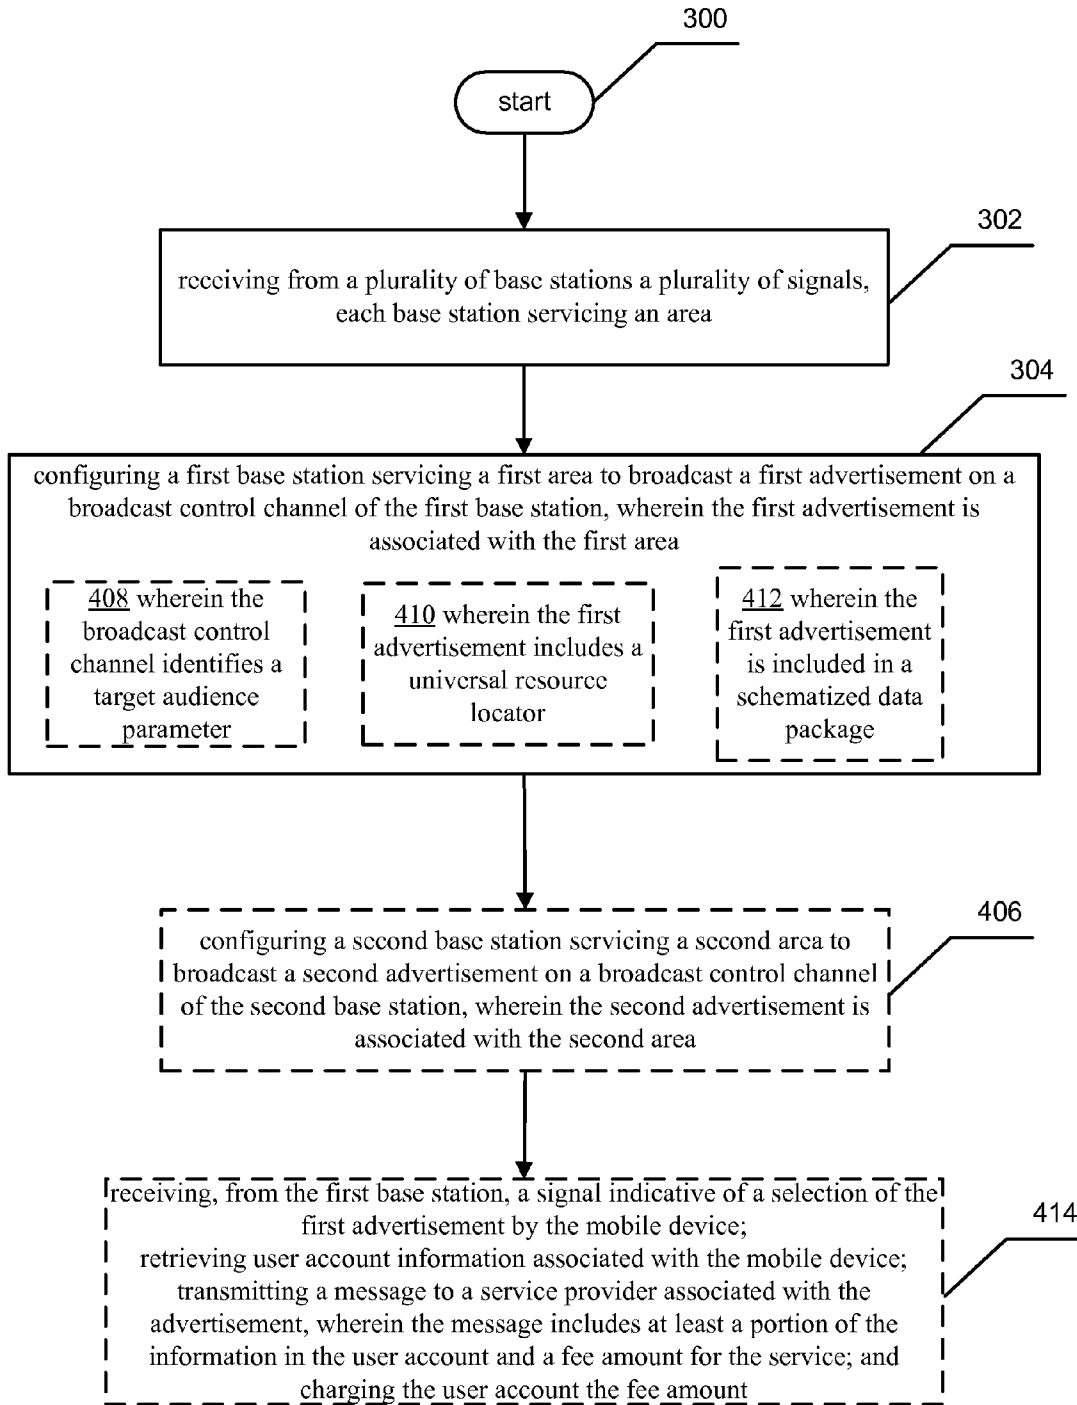 300
start
302
receiving from a plurality of base stations a plurality of signals,
each base station servicing an area
304
configuring a first base station servicing a first area to broadcast a first advertisement on a
broadcast control channel of the first base station, wherein the first advertisement is
associated with the first area
408 wherein the
broadcast control
channel identifies a
target audience
parameter
410 wherein the first
advertisement includes a
universal resource
locator
412 wherein the
first advertisement
is included in a
schematized data
package
406
configuring a second base station servicing a second area to
broadcast a second advertisement on a broadcast control channel
of the second base station, wherein the second advertisement is
associated with the second area
414
receiving, from the first base station, a signal indicative of a selection of the
first advertisement by the mobile device;
retrieving user account information associated with the mobile device;
transmitting a message to a service provider associated with the
advertisement, wherein the message includes at least a portion of the
information in the user account and a fee amount for the service; and
charging the user account the fee amount